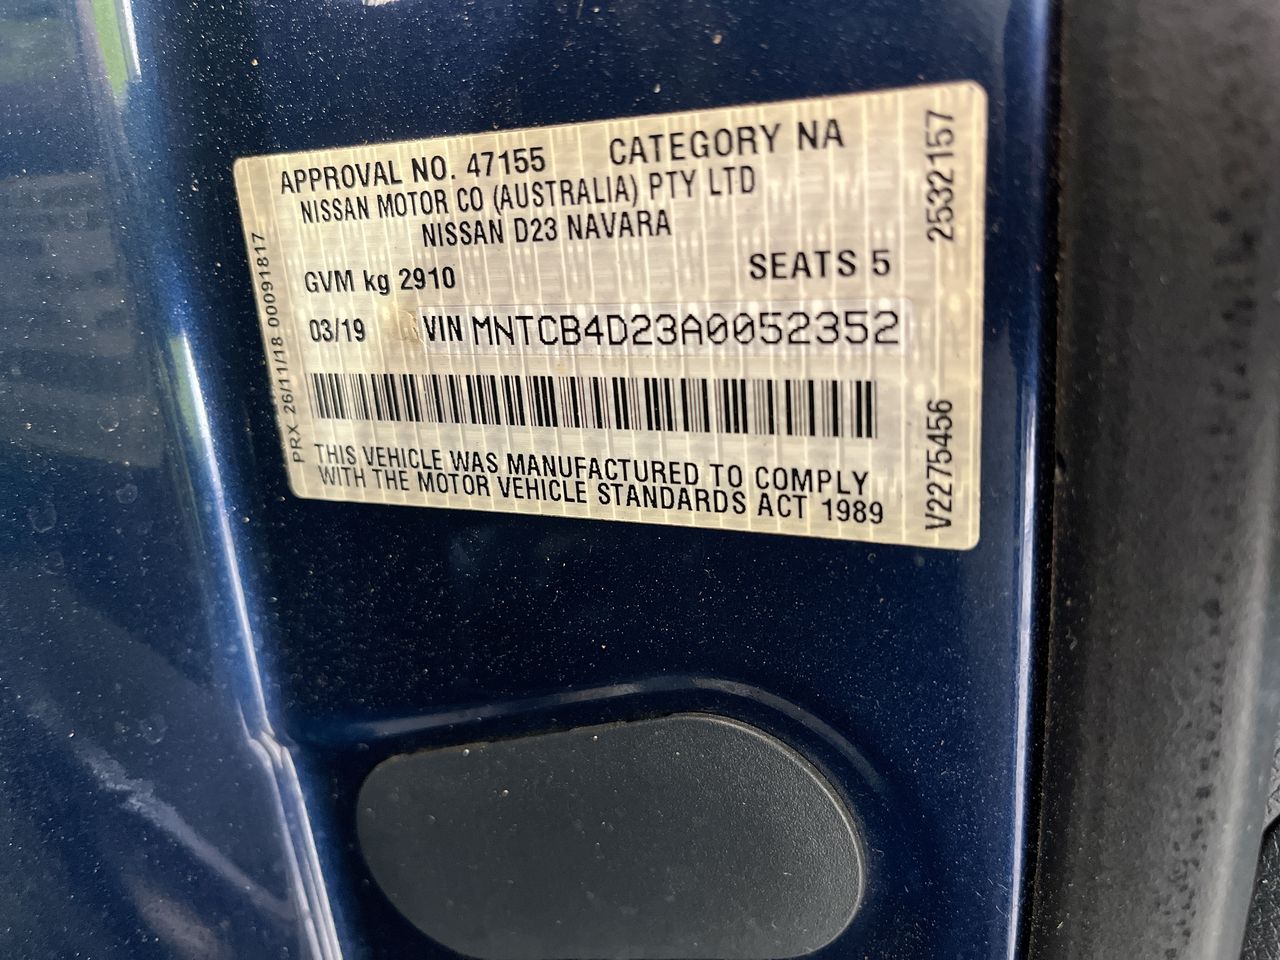 APPROVAL NO. 47155 CATEGORY NA
NISSAN MOTOR CO (AUSTRALIA) PTY LTD
NISSAN D23 NAVARA
GVM kg 2910 SEATS 5
03/19 VIN MNTCB4D23A0052352
THIS VEHICLE WAS MANUFACTURED TO COMPLY
WITH THE MOTOR VEHICLE STANDARDS ACT 1989
PRX 26/11/18 00091817
2532157
V2275456